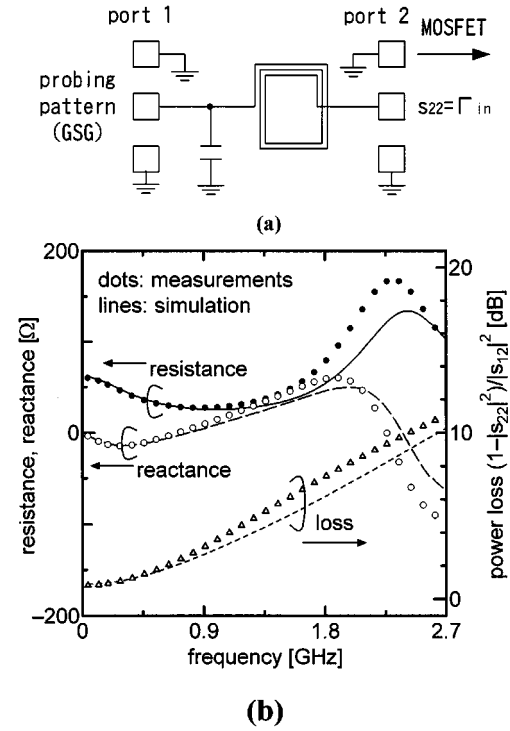 port 1
port 2
MOSFET
probing
pattern
(GSG)
s22=Γin
(a)
200
20
dots: measurements
lines: simulation
resistance
0
10
reactance
loss
−200
0
0
0.9
1.8
2.7
resistance, reactance [Ω]
power loss (1−|s22|²)/|s12|² [dB]
frequency [GHz]
(b)